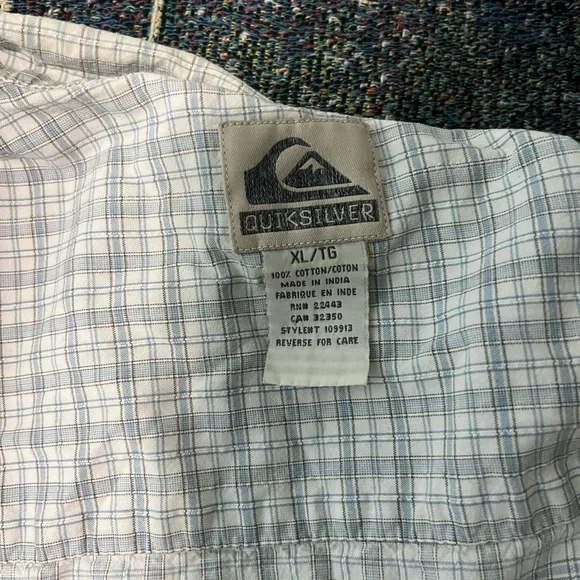 QUIKSILVER
XL/TG
100% COTTON/COTON
MADE IN INDIA
FABRIQUE EN INDE
RN# 22443
CA# 32350
STYLE#T 109913
REVERSE FOR CARE